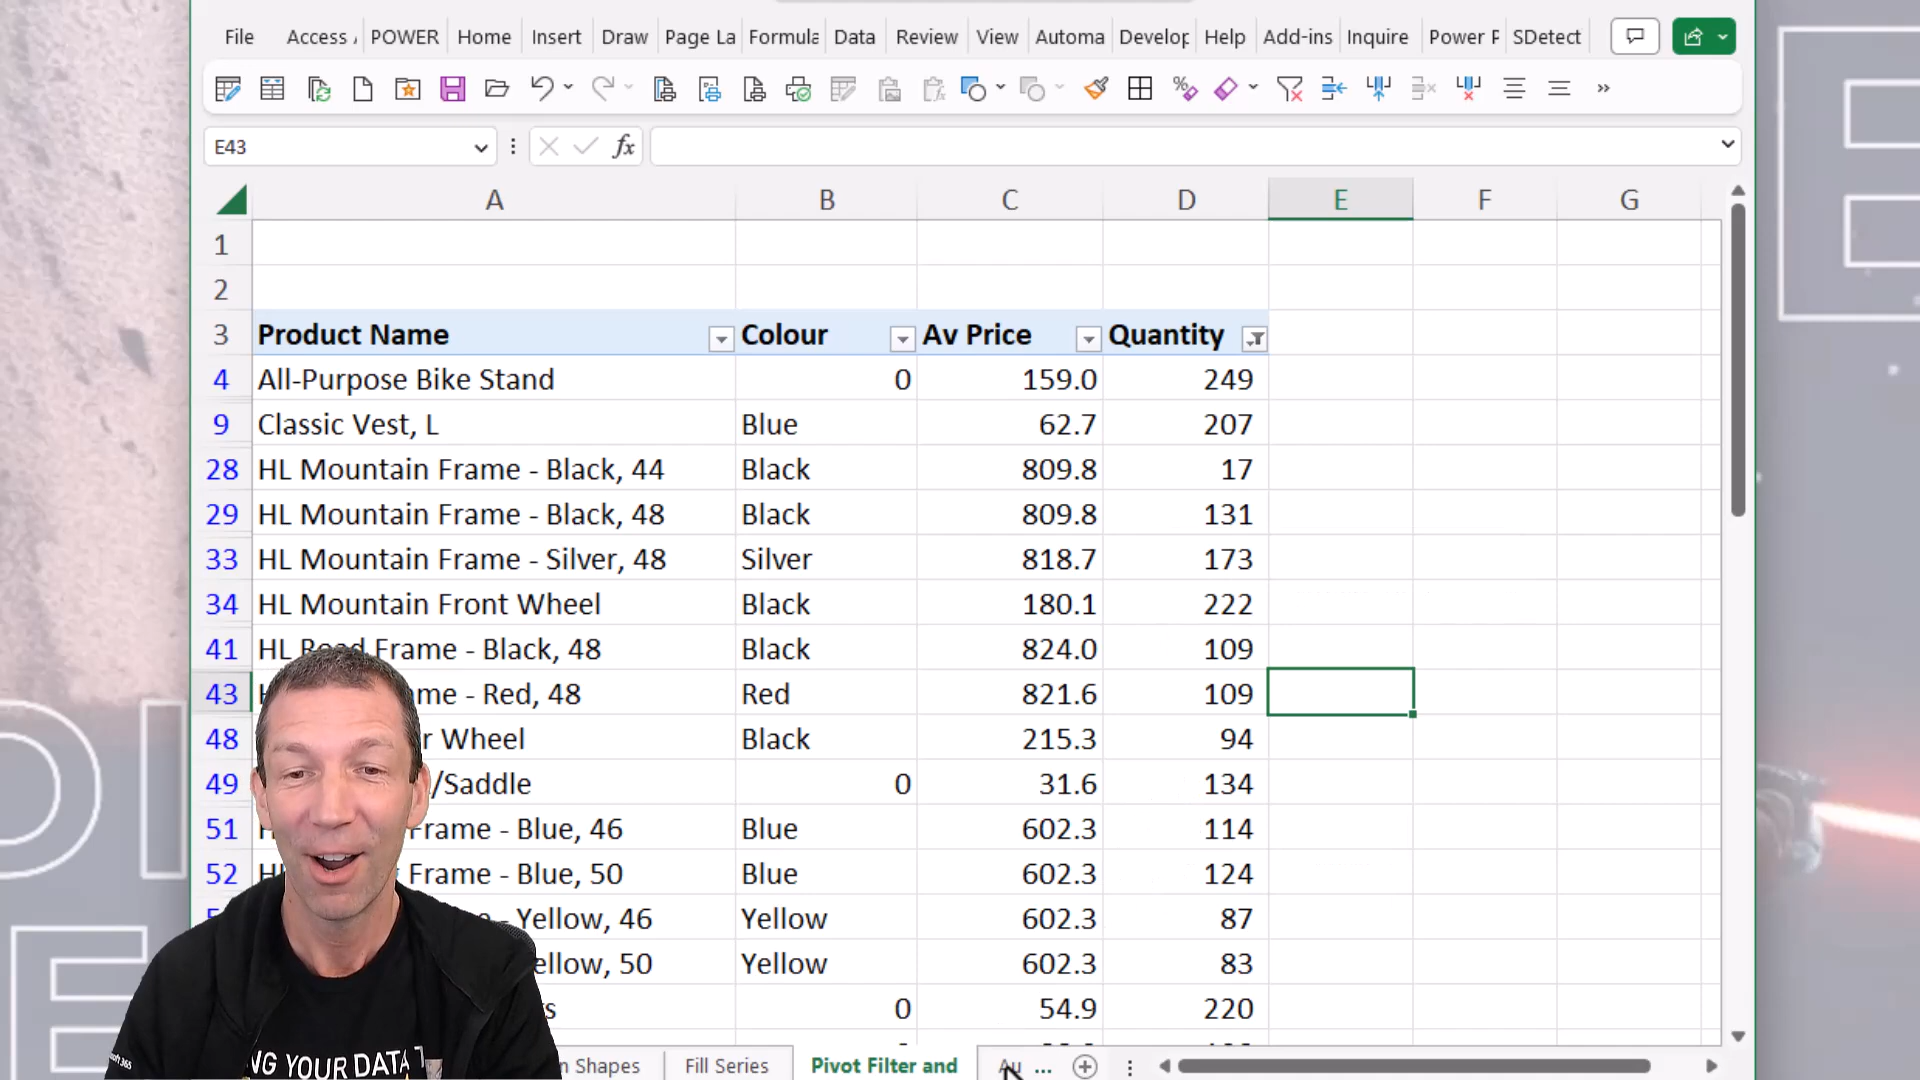 File Access POWER Home Insert Draw Page La Formula Data Review View Automa Develop Help Add-ins Inquire Power P SDetect
E43 fx
A B C D E F G
1
2
3 Product Name Colour Av Price Quantity
4 All-Purpose Bike Stand 0 159.0 249
9 Classic Vest, L Blue 62.7 207
28 HL Mountain Frame - Black, 44 Black 809.8 17
29 HL Mountain Frame - Black, 48 Black 809.8 131
33 HL Mountain Frame - Silver, 48 Silver 818.7 173
34 HL Mountain Front Wheel Black 180.1 222
41 HL Road Frame - Black, 48 Black 824.0 109
43 me - Red, 48 Red 821.6 109
48 r Wheel Black 215.3 94
49 /Saddle 0 31.6 134
51 Frame - Blue, 46 Blue 602.3 114
52 Frame - Blue, 50 Blue 602.3 124
- Yellow, 46 Yellow 602.3 87
ellow, 50 Yellow 602.3 83
s 0 54.9 220
n Shapes Fill Series Pivot Filter and Au ...
NG YOUR DATA T
soft 365